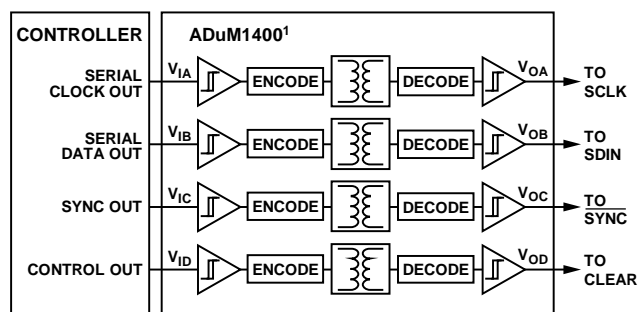 CONTROLLER
ADuM1400¹
SERIAL
CLOCK OUT
V_IA
ENCODE
DECODE
V_OA
TO
SCLK
SERIAL
DATA OUT
V_IB
ENCODE
DECODE
V_OB
TO
SDIN
SYNC OUT
V_IC
ENCODE
DECODE
V_OC
TO
SYNC
CONTROL OUT
V_ID
ENCODE
DECODE
V_OD
TO
CLEAR